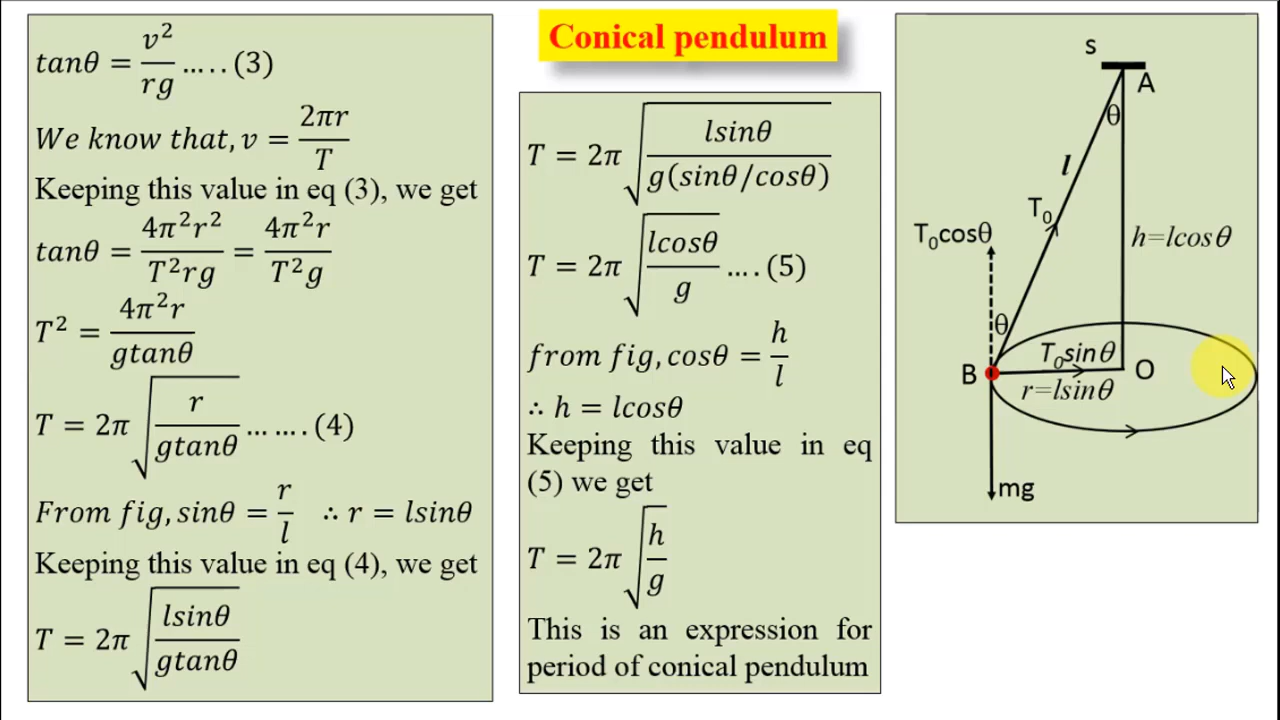 Conical pendulum
tanθ = v²/rg ….. (3)
We know that, v = 2πr/T
Keeping this value in eq (3), we get
tanθ = 4π²r²/T²rg = 4π²r/T²g
T² = 4π²r/gtanθ
T = 2π √(r/gtanθ) ……. (4)
From fig, sinθ = r/l ∴ r = lsinθ
Keeping this value in eq (4), we get
T = 2π √(lsinθ/gtanθ)
T = 2π √(lsinθ/g(sinθ/cosθ))
T = 2π √(lcosθ/g) …. (5)
from fig, cosθ = h/l
∴ h = lcosθ
Keeping this value in eq
(5) we get
T = 2π √(h/g)
This is an expression for
period of conical pendulum
s
A
θ
l
T₀
T₀cosθ
h=lcosθ
θ
T₀sinθ
B
O
r=lsinθ
mg